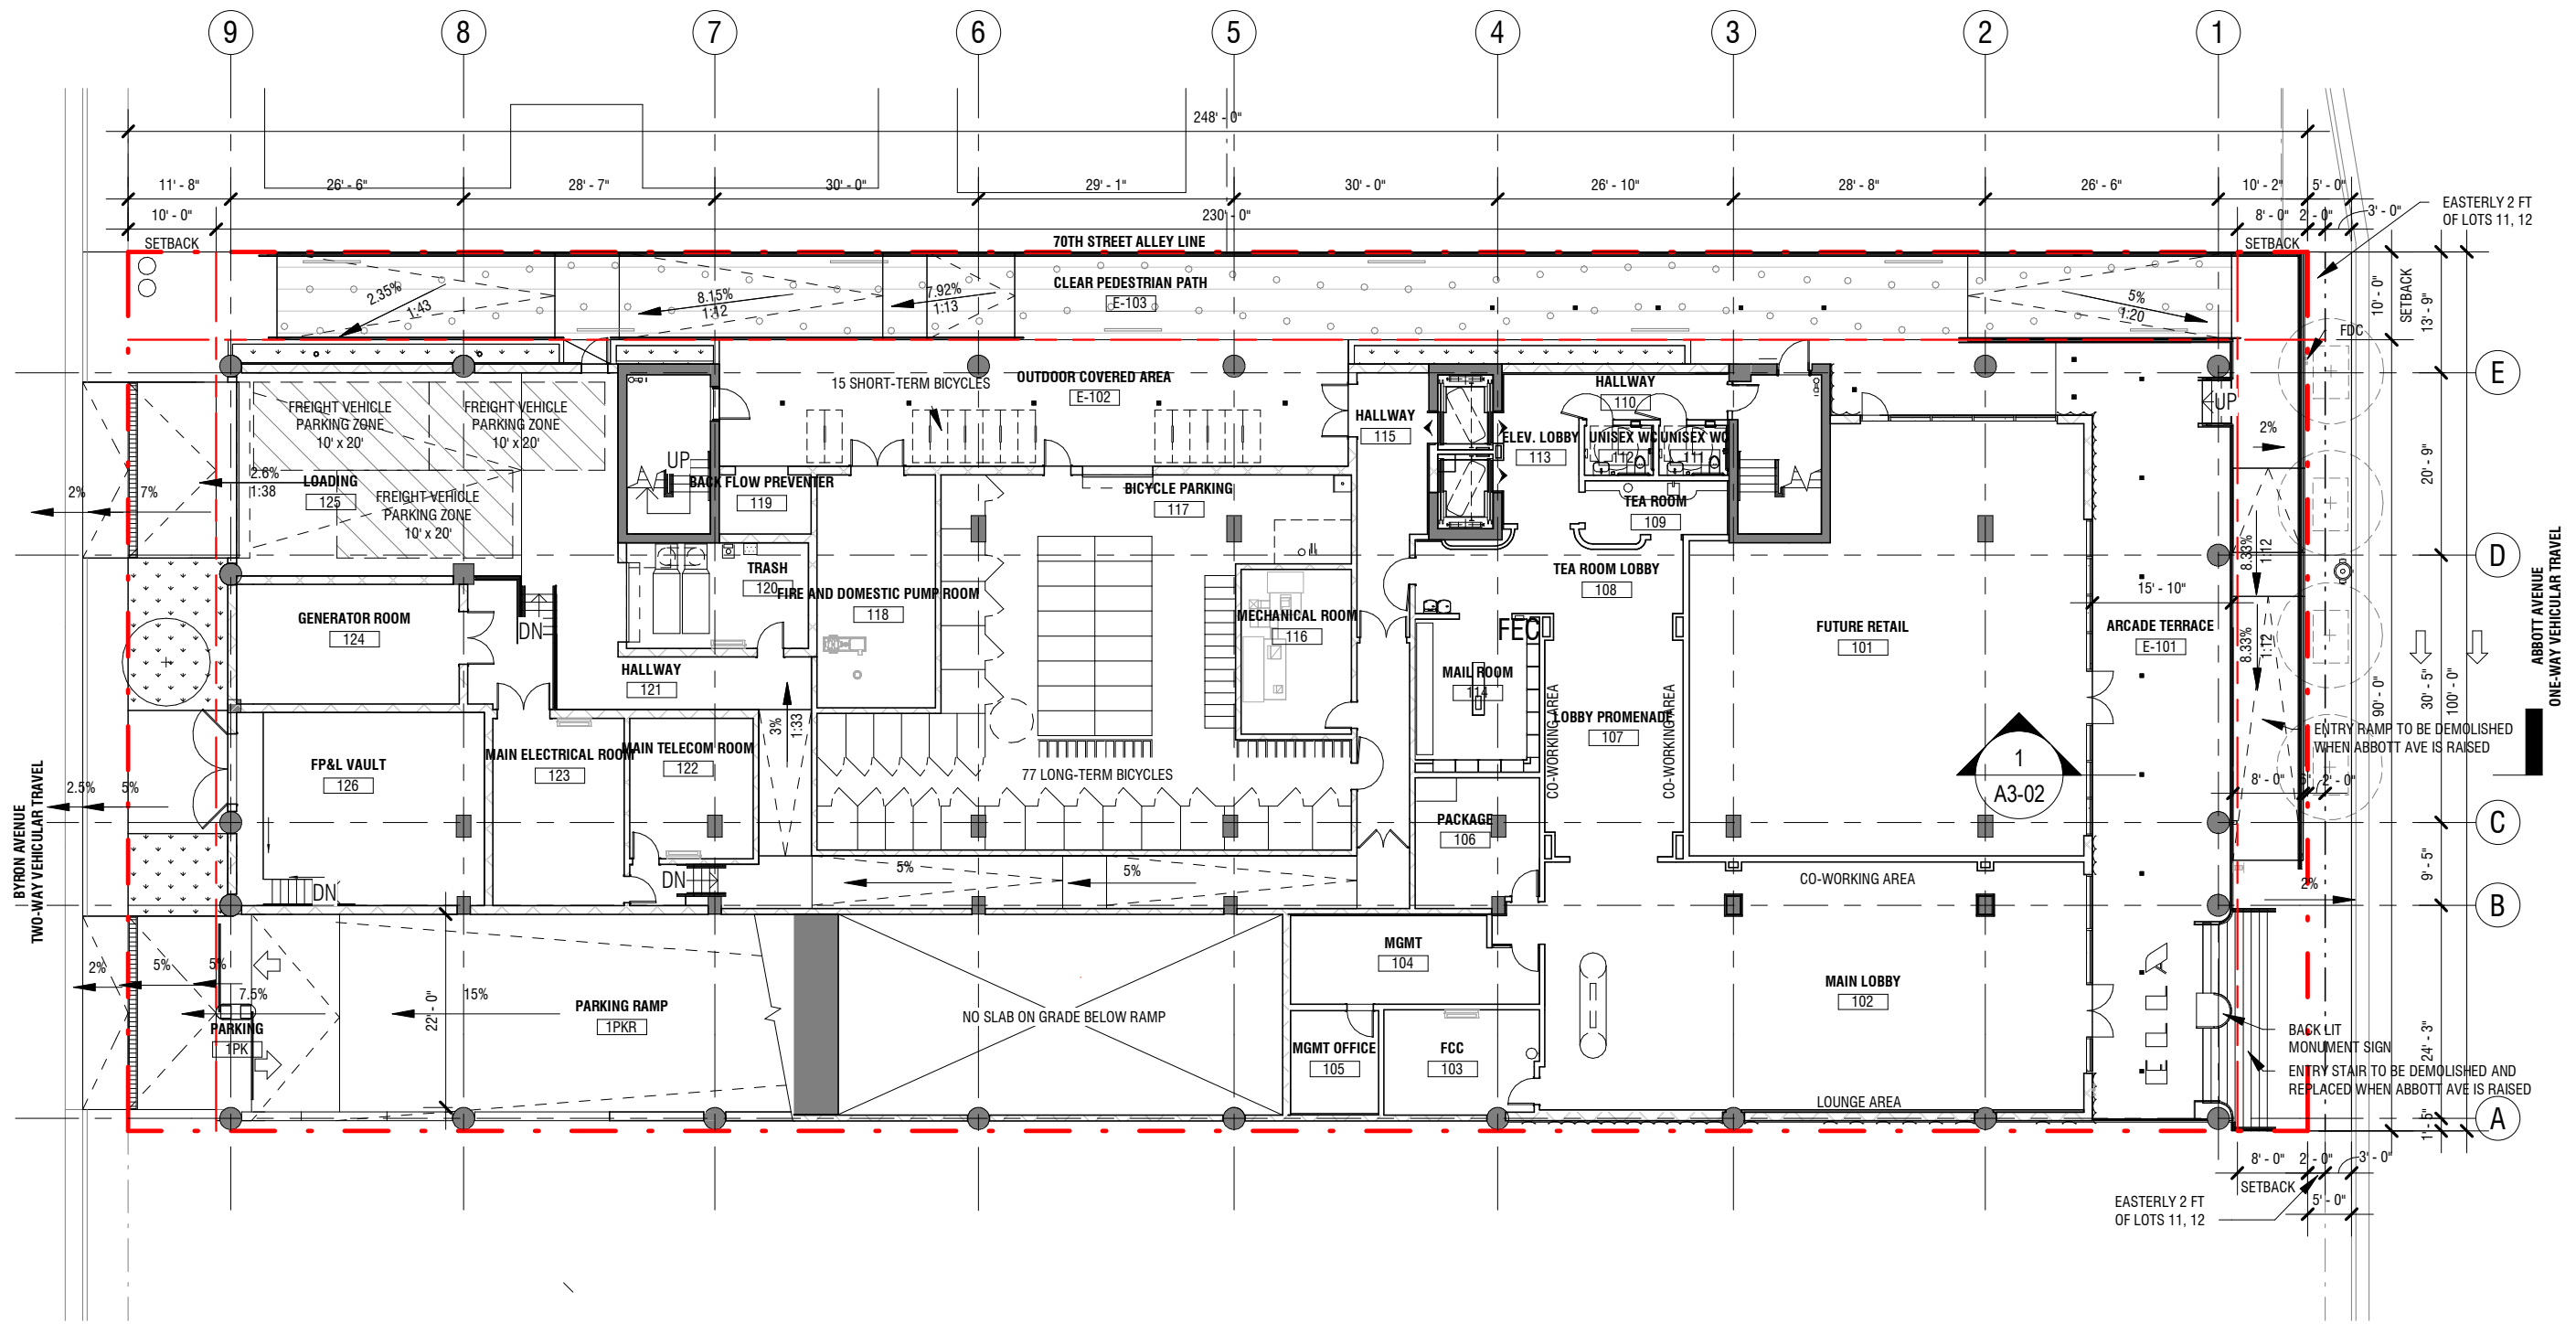 9 8 7 6 5 4 3 2 1
248' - 0"
11' - 8" 26' - 6" 28' - 7" 30' - 0" 29' - 1" 30' - 0" 26' - 10" 28' - 8" 26' - 6" 10' - 2" 5' - 0"
10' - 0" 230' - 0" 8' - 0" 2' - 0" 3' - 0"
EASTERLY 2 FT
OF LOTS 11, 12
SETBACK
70TH STREET ALLEY LINE
SETBACK
CLEAR PEDESTRIAN PATH
E-103
2.35%
1:43
8.15%
1:12
7.92%
1:13
5%
1:20
10' - 0"
SETBACK
13' - 9"
FDC
E
15 SHORT-TERM BICYCLES
OUTDOOR COVERED AREA
E-102
FREIGHT VEHICLE
PARKING ZONE
10' x 20'
FREIGHT VEHICLE
PARKING ZONE
10' x 20'
FREIGHT VEHICLE
PARKING ZONE
10' x 20'
LOADING
125
2.6%
1:38
2%
7%
UP
HALLWAY
115
HALLWAY
110
ELEV. LOBBY
113
UNISEX WC
112
UNISEX WC
111
UP
2%
20' - 9"
BACK FLOW PREVENTER
119
BICYCLE PARKING
117
TEA ROOM
109
D
TRASH
120
FIRE AND DOMESTIC PUMP ROOM
118
TEA ROOM LOBBY
108
8.33%
1:12
15' - 10"
GENERATOR ROOM
124
DN
MECHANICAL ROOM
116
FEC
FUTURE RETAIL
101
ARCADE TERRACE
E-101
8.33%
1:12
ABBOTT AVENUE
ONE-WAY VEHICULAR TRAVEL
HALLWAY
121
MAIL ROOM
114
CO-WORKING AREA
CO-WORKING AREA
LOBBY PROMENADE
107
90' - 0"
30' - 5"
100' - 0"
3%
1:33
ENTRY RAMP TO BE DEMOLISHED
WHEN ABBOTT AVE IS RAISED
FP&L VAULT
126
MAIN ELECTRICAL ROOM
123
MAIN TELECOM ROOM
122
77 LONG-TERM BICYCLES
1
A3-02
8' - 0" 6" 2' - 0"
2.5%
5%
BYRON AVENUE
TWO-WAY VEHICULAR TRAVEL
PACKAGE
106
C
DN
DN
5%
5%
CO-WORKING AREA
2%
9' - 5"
B
MGMT
104
2%
5%
5%
7.5%
15%
22' - 0"
PARKING
1PK
PARKING RAMP
1PKR
NO SLAB ON GRADE BELOW RAMP
MAIN LOBBY
102
MGMT OFFICE
105
FCC
103
BACK LIT
MONUMENT SIGN
24' - 3"
ENTRY STAIR TO BE DEMOLISHED AND
REPLACED WHEN ABBOTT AVE IS RAISED
LOUNGE AREA
1' - 5"
A
8' - 0" 2' - 0" 3' - 0"
SETBACK
5' - 0"
EASTERLY 2 FT
OF LOTS 11, 12